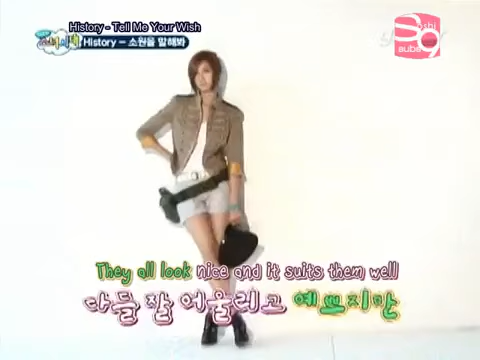 History - Tell Me Your Wish
History - 소원을 말해봐
They all look nice and it suits them well
다들 잘 어울리고 예쁘지만